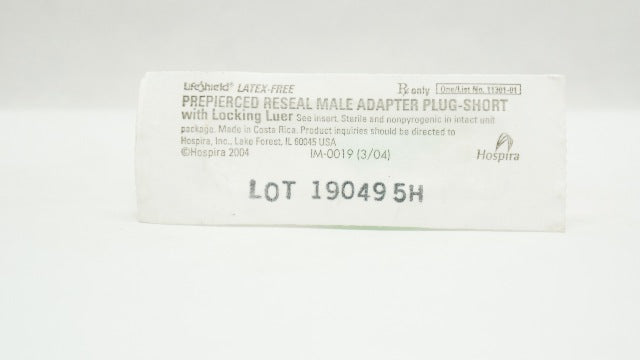 LifeShield® LATEX-FREE Rx only One/List No. 11301-01
PREPIERCED RESEAL MALE ADAPTER PLUG-SHORT
with Locking Luer See insert. Sterile and nonpyrogenic in intact unit
package. Made in Costa Rica. Product inquiries should be directed to
Hospira, Inc., Lake Forest, IL 60045 USA
©Hospira 2004 IM-0019 (3/04) Hospira
LOT 19049 5H